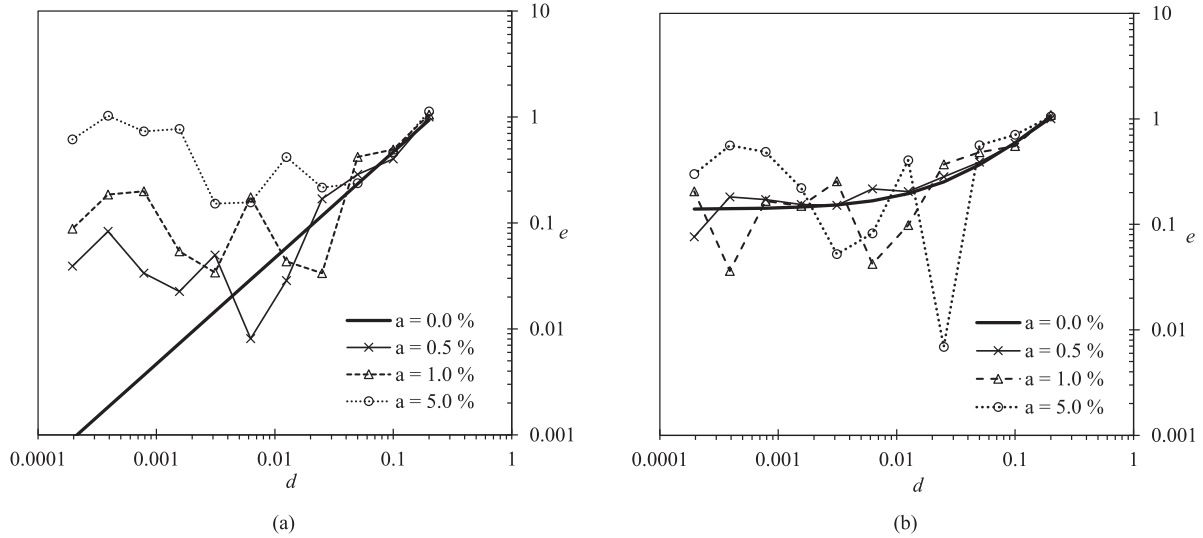 10
1
0.1
e
0.01
0.001
a = 0.0 %
a = 0.5 %
a = 1.0 %
a = 5.0 %
0.0001 0.001 0.01 0.1 1
d
(a)
10
1
0.1
e
0.01
0.001
a = 0.0 %
a = 0.5 %
a = 1.0 %
a = 5.0 %
0.0001 0.001 0.01 0.1 1
d
(b)